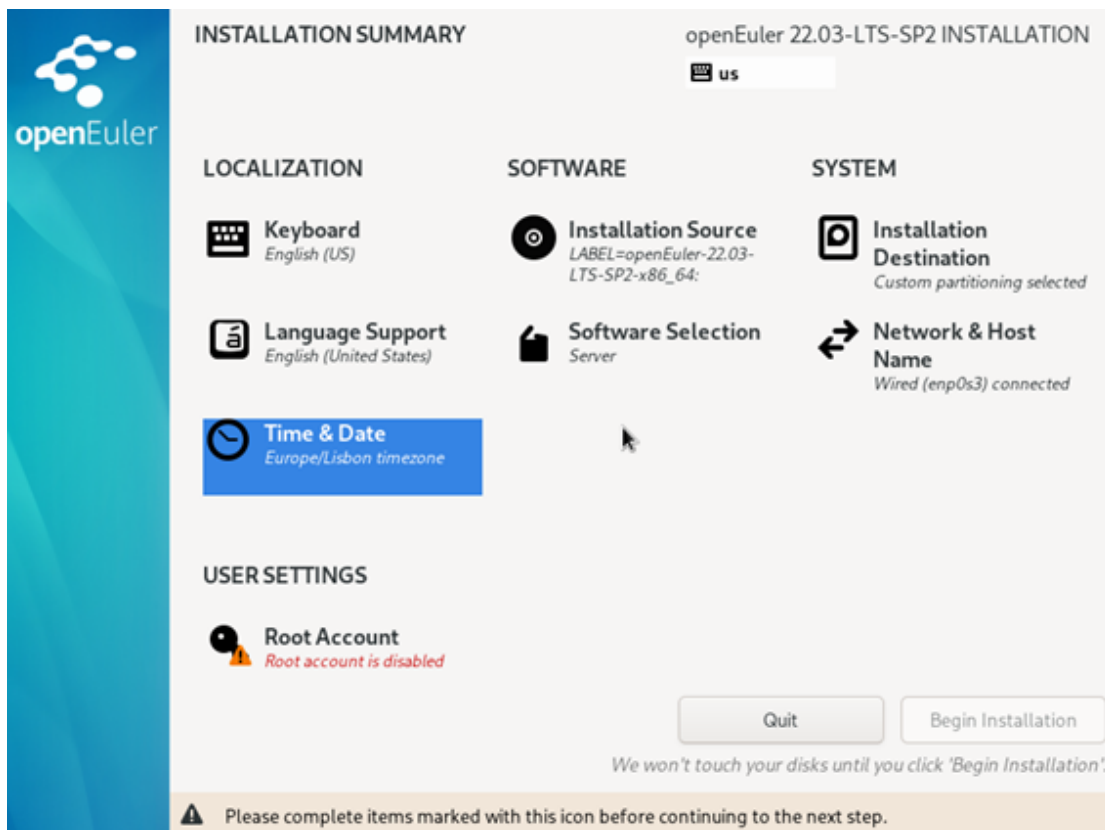 openEuler
INSTALLATION SUMMARY
openEuler 22.03-LTS-SP2 INSTALLATION
us
LOCALIZATION
Keyboard
English (US)
Language Support
English (United States)
Time & Date
Europe/Lisbon timezone
SOFTWARE
Installation Source
LABEL=openEuler-22.03-
LTS-SP2-x86_64:
Software Selection
Server
SYSTEM
Installation
Destination
Custom partitioning selected
Network & Host
Name
Wired (enp0s3) connected
USER SETTINGS
Root Account
Root account is disabled
Quit
Begin Installation
We won't touch your disks until you click 'Begin Installation'.
Please complete items marked with this icon before continuing to the next step.